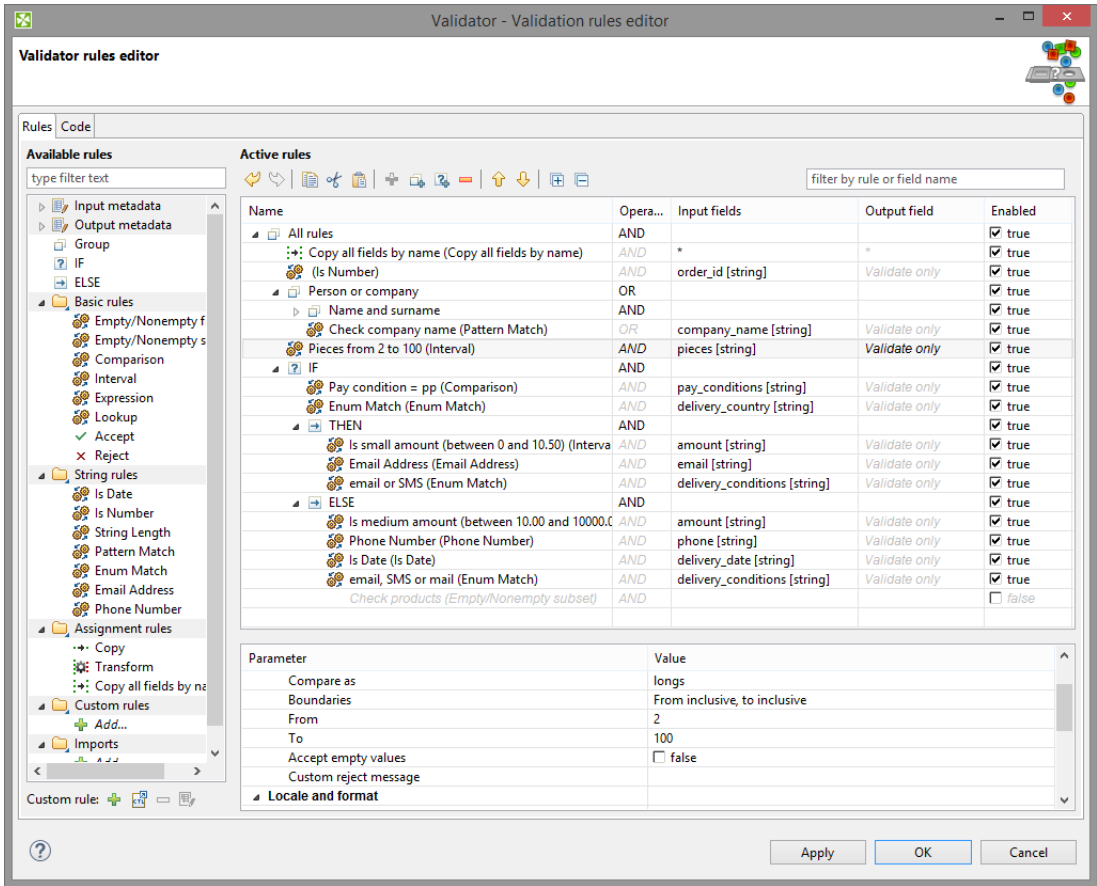 Validator - Validation rules editor
Validator rules editor
Rules Code
Available rules
type filter text
Input metadata
Output metadata
Group
IF
ELSE
Basic rules
Empty/Nonempty f
Empty/Nonempty s
Comparison
Interval
Expression
Lookup
Accept
Reject
String rules
Is Date
Is Number
String Length
Pattern Match
Enum Match
Email Address
Phone Number
Assignment rules
Copy
Transform
Copy all fields by na
Custom rules
Add...
Imports
Custom rule:
Active rules
filter by rule or field name
Name Opera... Input fields Output field Enabled
All rules AND true
Copy all fields by name (Copy all fields by name) AND * * true
(Is Number) AND order_id [string] Validate only true
Person or company OR true
Name and surname AND true
Check company name (Pattern Match) OR company_name [string] Validate only true
Pieces from 2 to 100 (Interval) AND pieces [string] Validate only true
IF AND true
Pay condition = pp (Comparison) AND pay_conditions [string] Validate only true
Enum Match (Enum Match) AND delivery_country [string] Validate only true
THEN AND true
Is small amount (between 0 and 10.50) (Interva AND amount [string] Validate only true
Email Address (Email Address) AND email [string] Validate only true
email or SMS (Enum Match) AND delivery_conditions [string] Validate only true
ELSE AND true
Is medium amount (between 10.00 and 10000.0 AND amount [string] Validate only true
Phone Number (Phone Number) AND phone [string] Validate only true
Is Date (Is Date) AND delivery_date [string] Validate only true
email, SMS or mail (Enum Match) AND delivery_conditions [string] Validate only true
Check products (Empty/Nonempty subset) AND false
Parameter Value
Compare as longs
Boundaries From inclusive, to inclusive
From 2
To 100
Accept empty values false
Custom reject message
Locale and format
Apply OK Cancel